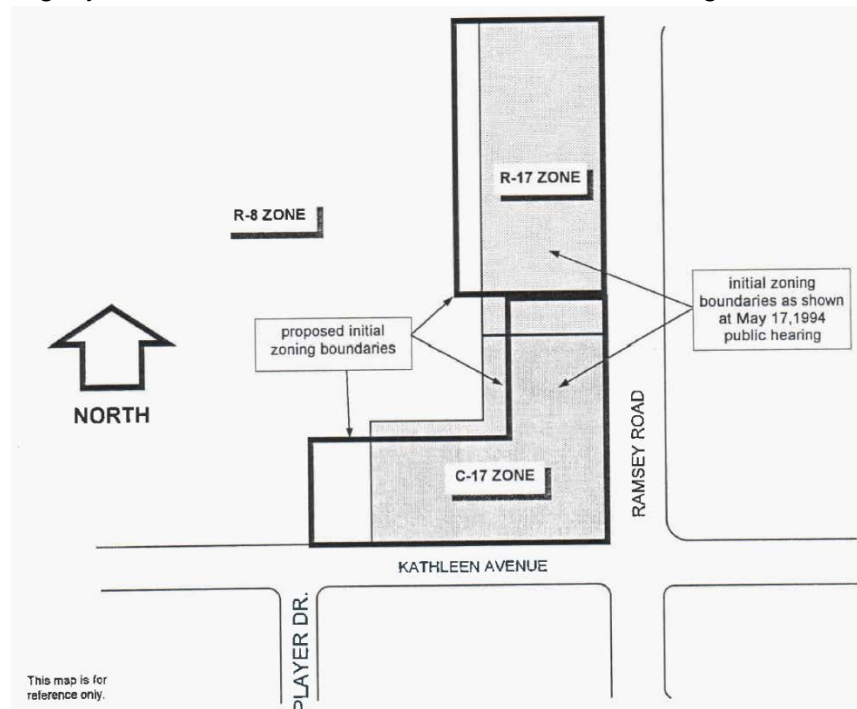 R-17 ZONE
R-8 ZONE
initial zoning
boundaries as shown
at May 17,1994
public hearing
proposed initial
zoning boundaries
NORTH
RAMSEY ROAD
C-17 ZONE
KATHLEEN AVENUE
PLAYER DR.
This map is for
reference only.